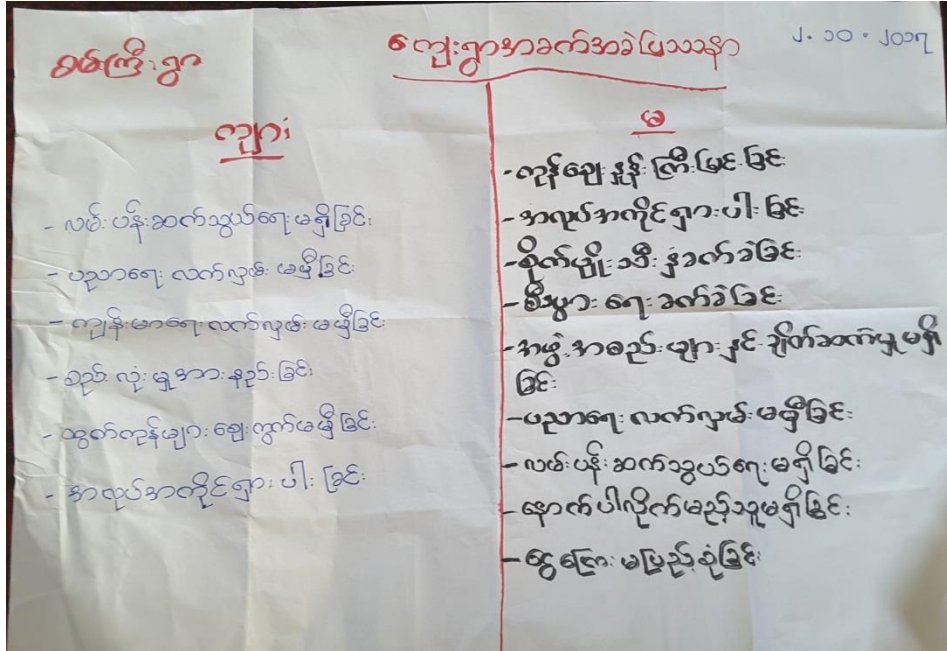 စမ်းကြီးရွာ
ကျေးရွာအခက်အခဲပြဿနာ
၂.၁၀.၂၀၁၇
ကျား
- လမ်းပန်းဆက်သွယ်ရေးမရှိခြင်း
- ပညာရေး လက်လှမ်းမမှီခြင်း
- ကျန်းမာရေးလက်လှမ်းမမှီခြင်း
- စည်းလုံးမှုအားနည်းခြင်း
- ထွက်ကုန်များဈေးကွက်မမှီခြင်း
- အလုပ်အကိုင်ရှားပါးခြင်း
မ
- ကုန်ဈေးနှုန်းကြီးမြင့်ခြင်း
- အလုပ်အကိုင်ရှားပါးခြင်း
- စိုက်ပျိုးသီးနှံခက်ခဲခြင်း
- စီးပွားရေးခက်ခဲခြင်း
- အဖွဲ့အစည်းများနှင့်ချိတ်ဆက်မှုမရှိ
ခြင်း
- ပညာရေးလက်လှမ်းမမှီခြင်း
- လမ်းပန်းဆက်သွယ်ရေးမရှိခြင်း
- နောက်ပါလိုက်မည့်သူမရှိခြင်း
- ငွေကြေးမပြည့်စုံခြင်း